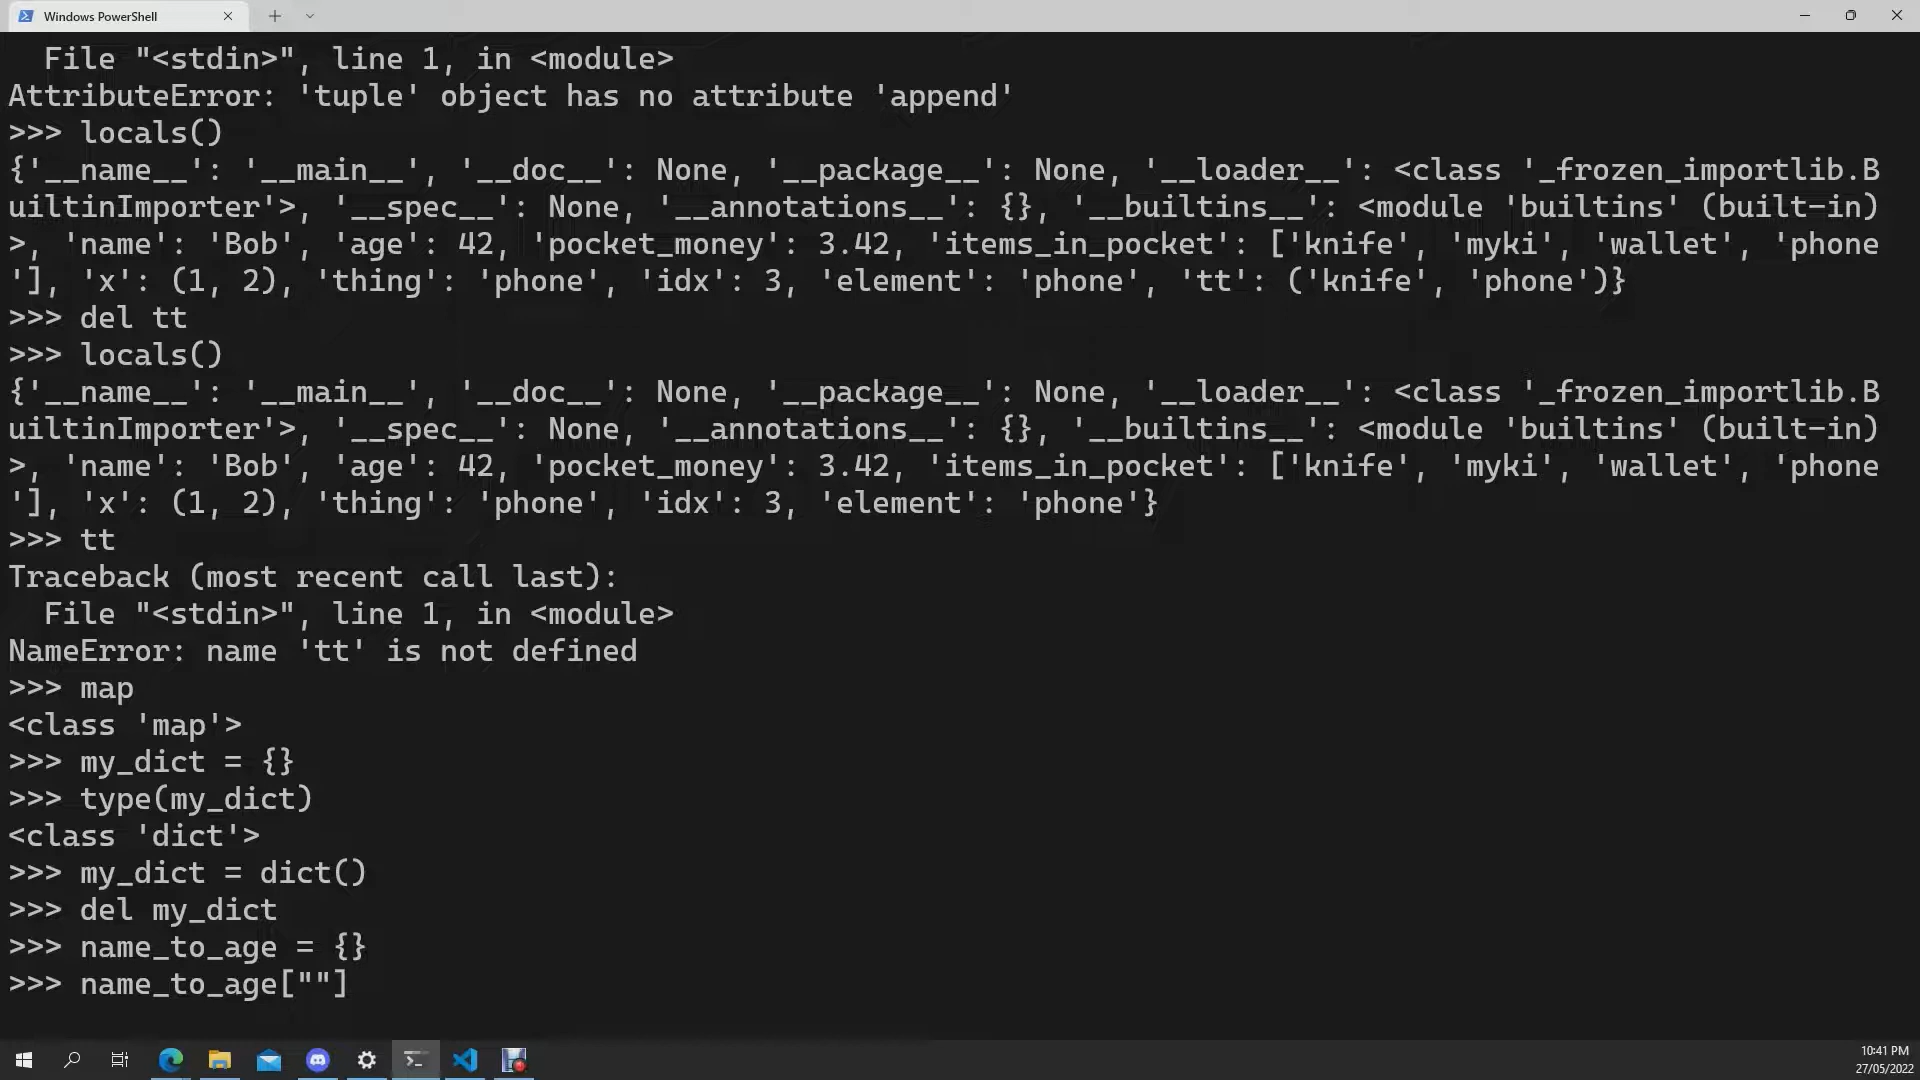 Windows PowerShell
  File "<stdin>", line 1, in <module>
AttributeError: 'tuple' object has no attribute 'append'
>>> locals()
{'__name__': '__main__', '__doc__': None, '__package__': None, '__loader__': <class '_frozen_importlib.B
uiltinImporter'>, '__spec__': None, '__annotations__': {}, '__builtins__': <module 'builtins' (built-in)
>, 'name': 'Bob', 'age': 42, 'pocket_money': 3.42, 'items_in_pocket': ['knife', 'myki', 'wallet', 'phone
'], 'x': (1, 2), 'thing': 'phone', 'idx': 3, 'element': 'phone', 'tt': ('knife', 'phone')}
>>> del tt
>>> locals()
{'__name__': '__main__', '__doc__': None, '__package__': None, '__loader__': <class '_frozen_importlib.B
uiltinImporter'>, '__spec__': None, '__annotations__': {}, '__builtins__': <module 'builtins' (built-in)
>, 'name': 'Bob', 'age': 42, 'pocket_money': 3.42, 'items_in_pocket': ['knife', 'myki', 'wallet', 'phone
'], 'x': (1, 2), 'thing': 'phone', 'idx': 3, 'element': 'phone'}
>>> tt
Traceback (most recent call last):
  File "<stdin>", line 1, in <module>
NameError: name 'tt' is not defined
>>> map
<class 'map'>
>>> my_dict = {}
>>> type(my_dict)
<class 'dict'>
>>> my_dict = dict()
>>> del my_dict
>>> name_to_age = {}
>>> name_to_age[""]
10:41 PM
27/05/2022